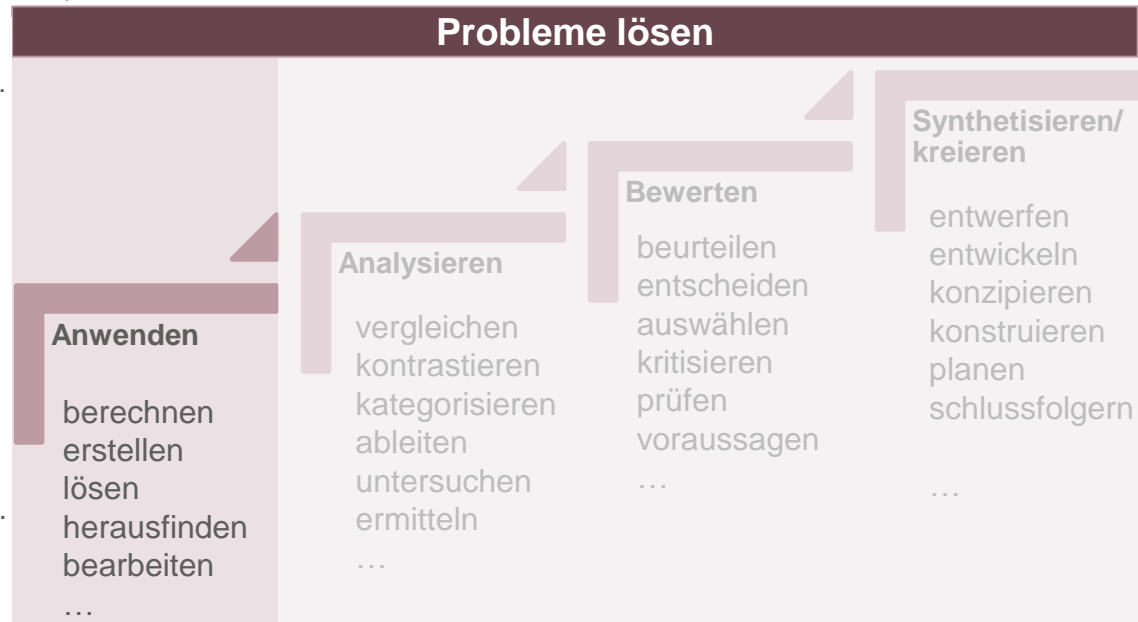 Probleme lösen
Anwenden
berechnen
erstellen
lösen
herausfinden
bearbeiten
…
Analysieren
vergleichen
kontrastieren
kategorisieren
ableiten
untersuchen
ermitteln
…
Bewerten
beurteilen
entscheiden
auswählen
kritisieren
prüfen
voraussagen
…
Synthetisieren/
kreieren
entwerfen
entwickeln
konzipieren
konstruieren
planen
schlussfolgern
…